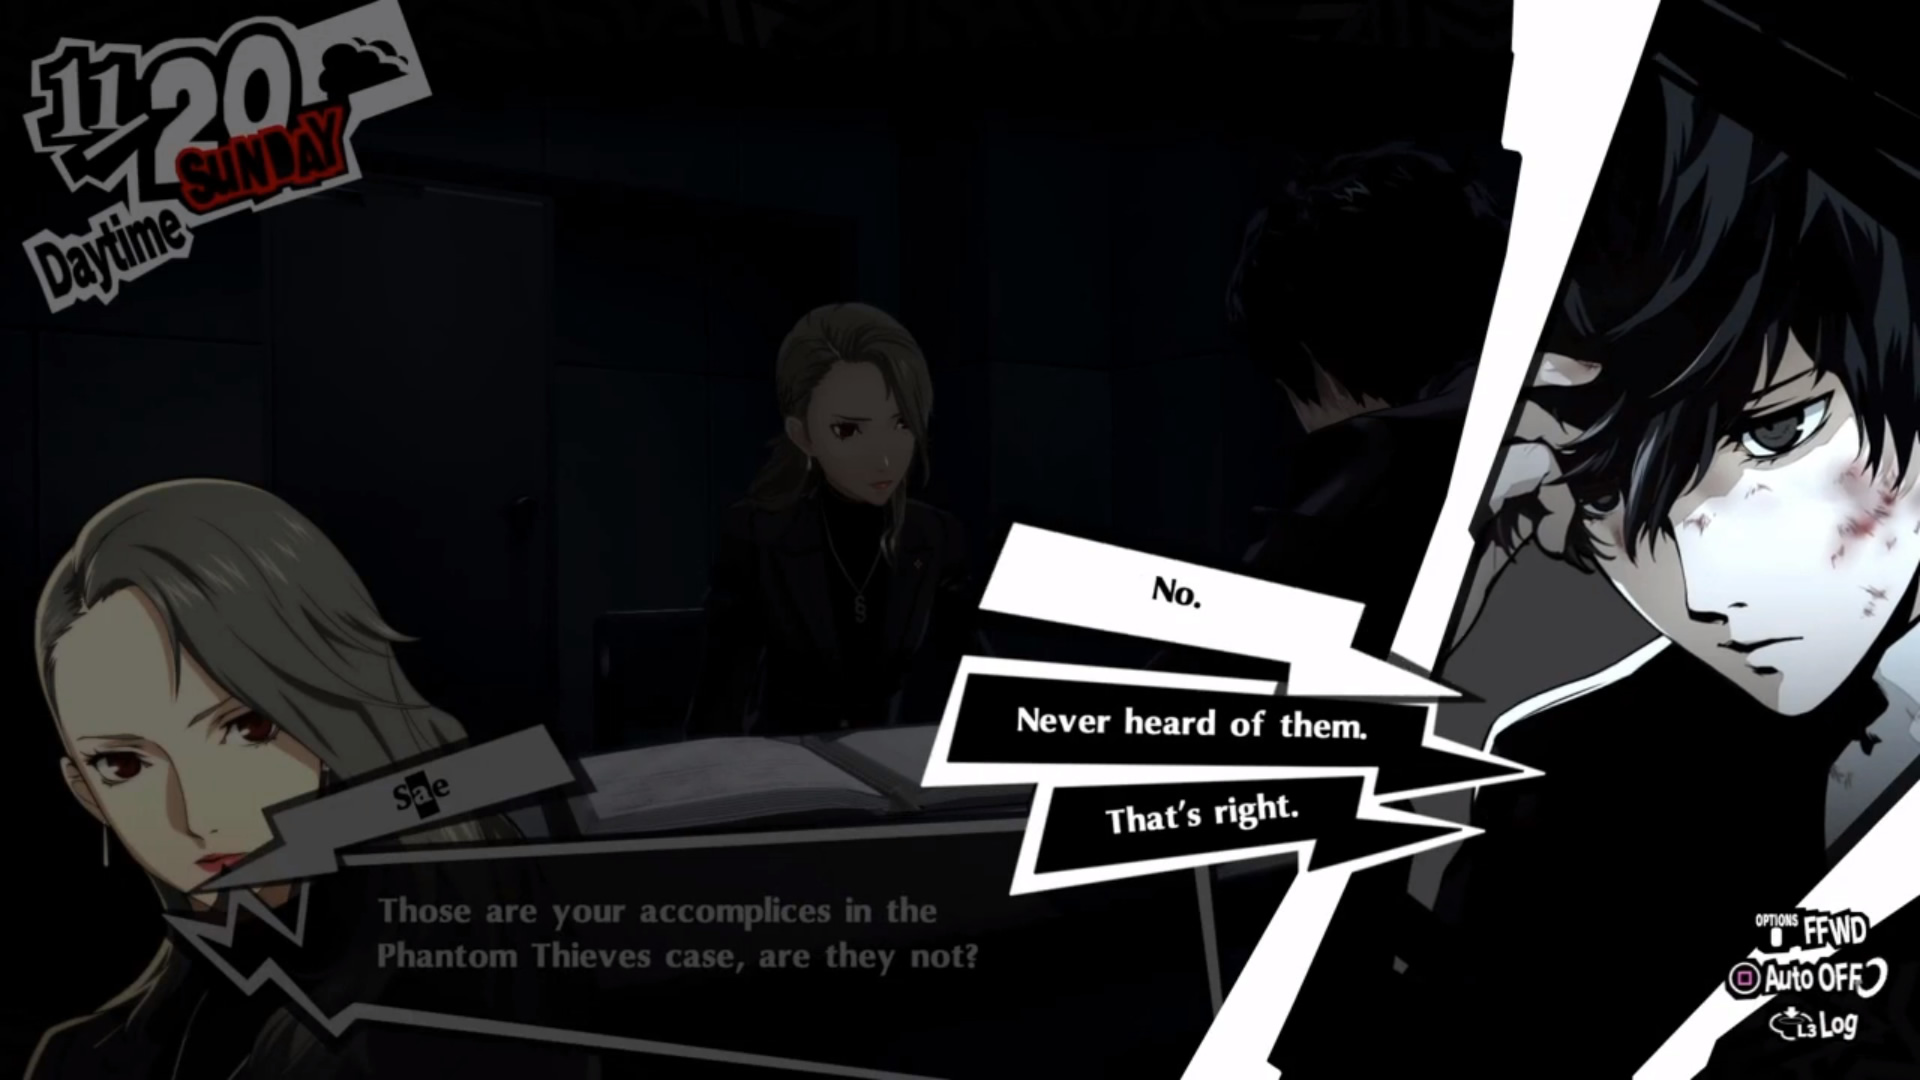 11/20
SUNDAY
Daytime
No.
Never heard of them.
That's right.
Sae
Those are your accomplices in the
Phantom Thieves case, are they not?
OPTIONS FFWD
Auto OFF
L3 Log